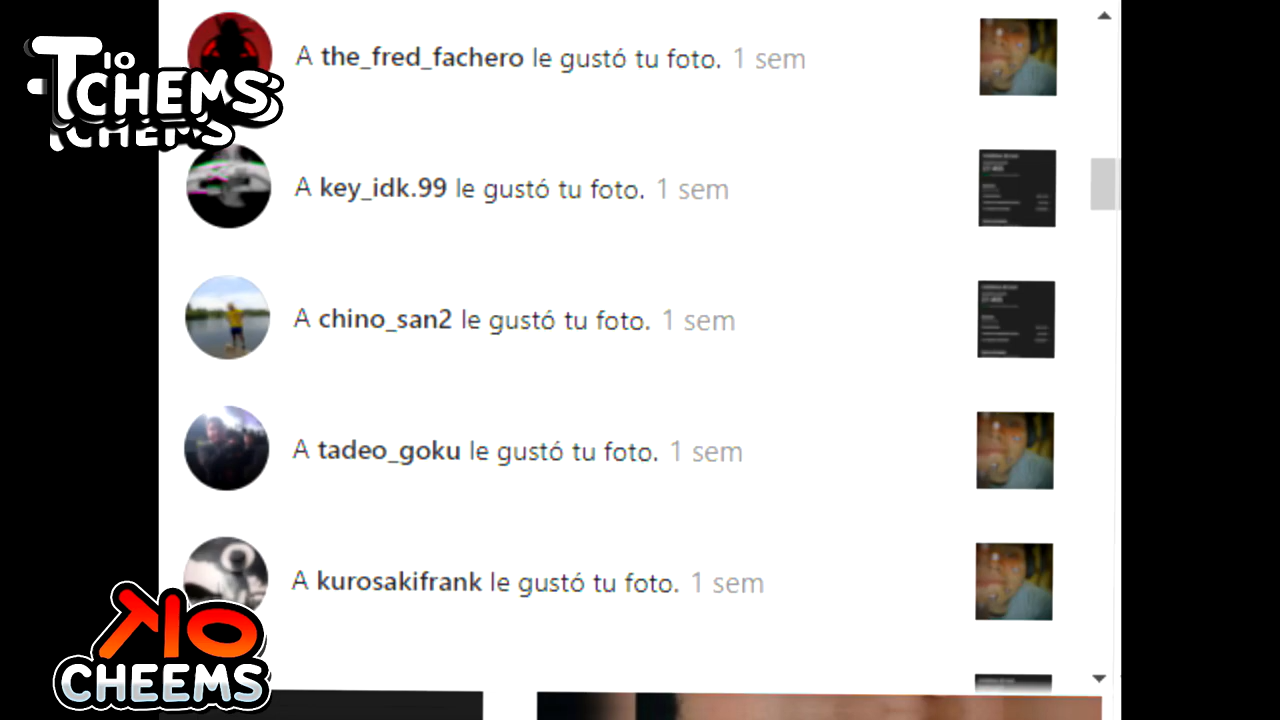 TIO
CHEMS
CHEMS
A the_fred_fachero le gustó tu foto. 1 sem
A key_idk.99 le gustó tu foto. 1 sem
A chino_san2 le gustó tu foto. 1 sem
A tadeo_goku le gustó tu foto. 1 sem
A kurosakifrank le gustó tu foto. 1 sem
TIO
CHEEMS